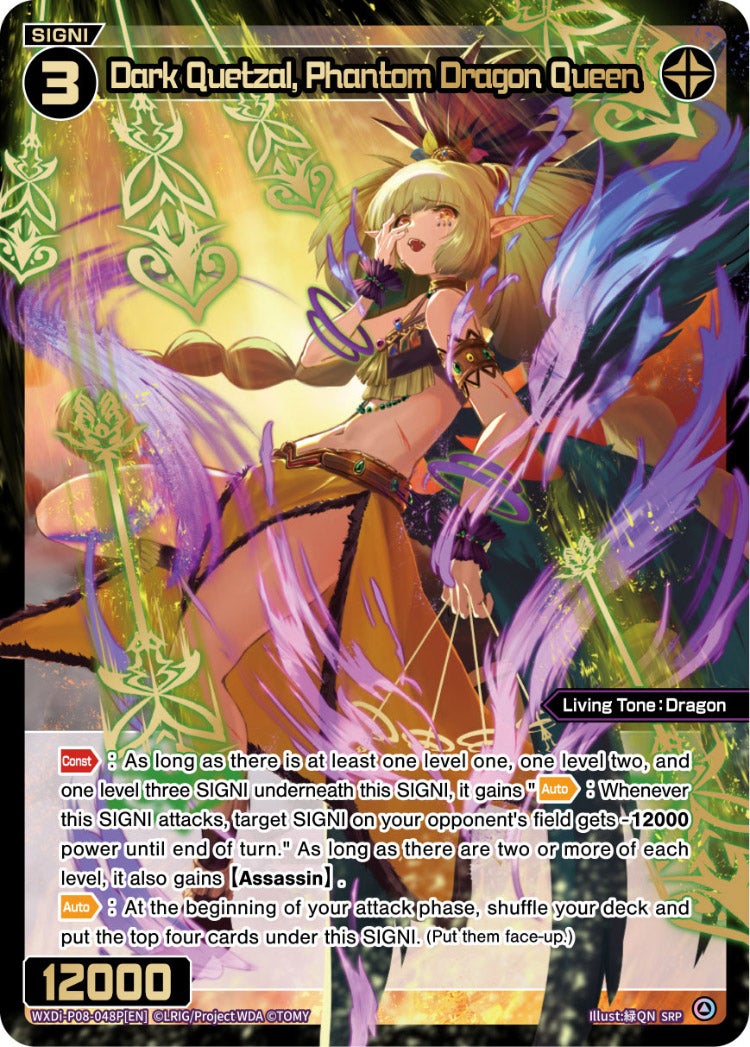 SIGNI
3 Dark Quetzal, Phantom Dragon Queen
Living Tone:Dragon
Const : As long as there is at least one level one, one level two, and
one level three SIGNI underneath this SIGNI, it gains " Auto : Whenever
this SIGNI attacks, target SIGNI on your opponent's field gets -12000
power until end of turn." As long as there are two or more of each
level, it also gains 【Assassin】.
Auto : At the beginning of your attack phase, shuffle your deck and
put the top four cards under this SIGNI. (Put them face-up.)
12000
WXDi-P08-048P[EN] ©LRIG/Project WDA ©TOMY Illust:緑QN SRP